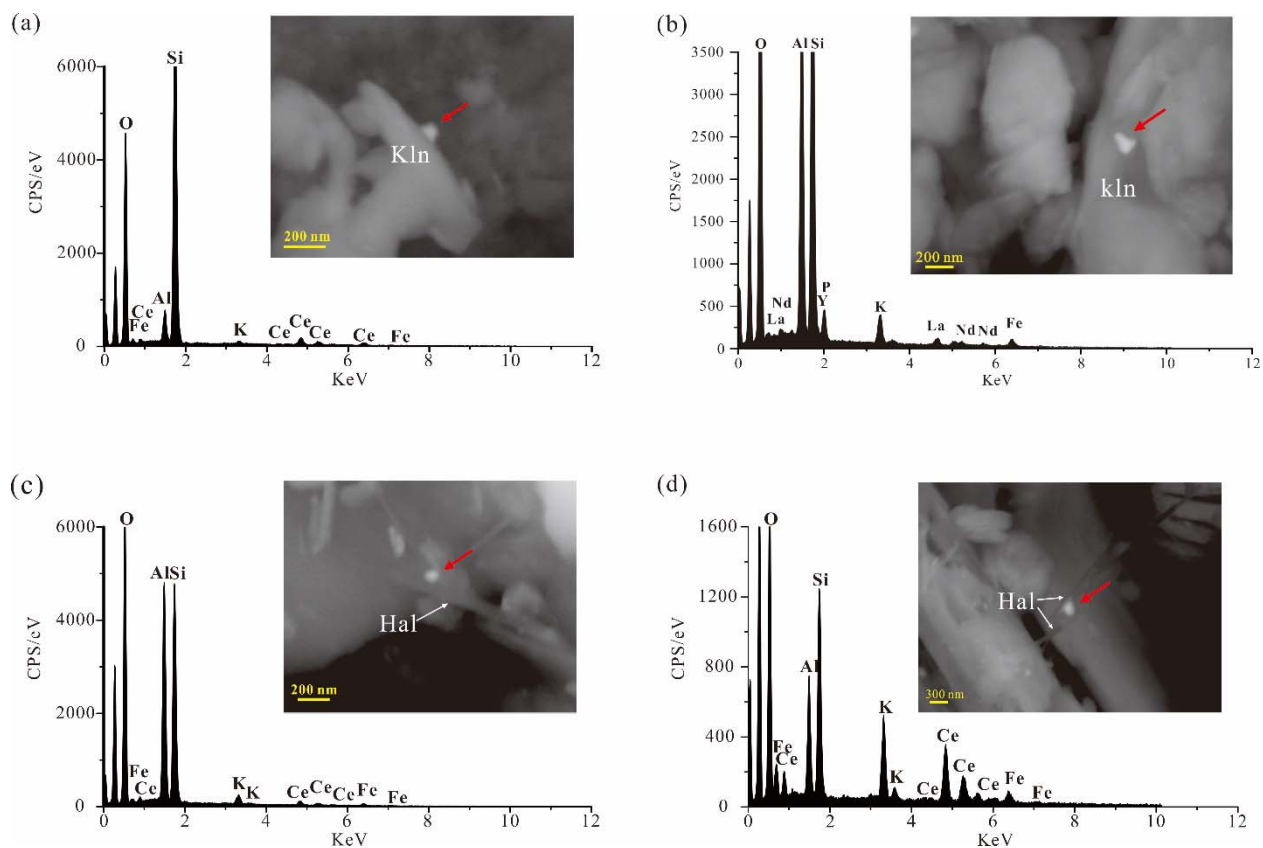 (a)
6000
4000
2000
0
CPS/eV
O
Si
Al
Ce
Fe
K
Ce
Ce
Ce
Ce
Fe
0 2 4 6 8 10 12
KeV
Kln
200 nm
(b)
3500
3000
2500
2000
1500
1000
500
0
CPS/eV
O
Al Si
P
Y
Nd
La
K
La
Nd
Nd
Fe
0 2 4 6 8 10 12
KeV
kln
200 nm
(c)
6000
4000
2000
0
CPS/eV
O
Al Si
Fe
Ce
K
K
Ce
Ce
Ce
Fe
Fe
0 2 4 6 8 10 12
KeV
Hal
200 nm
(d)
1600
1200
800
400
0
CPS/eV
O
Si
Al
Fe
Ce
K
K
Ce
Ce
Ce
Ce
Fe
Fe
0 2 4 6 8 10 12
KeV
Hal
300 nm